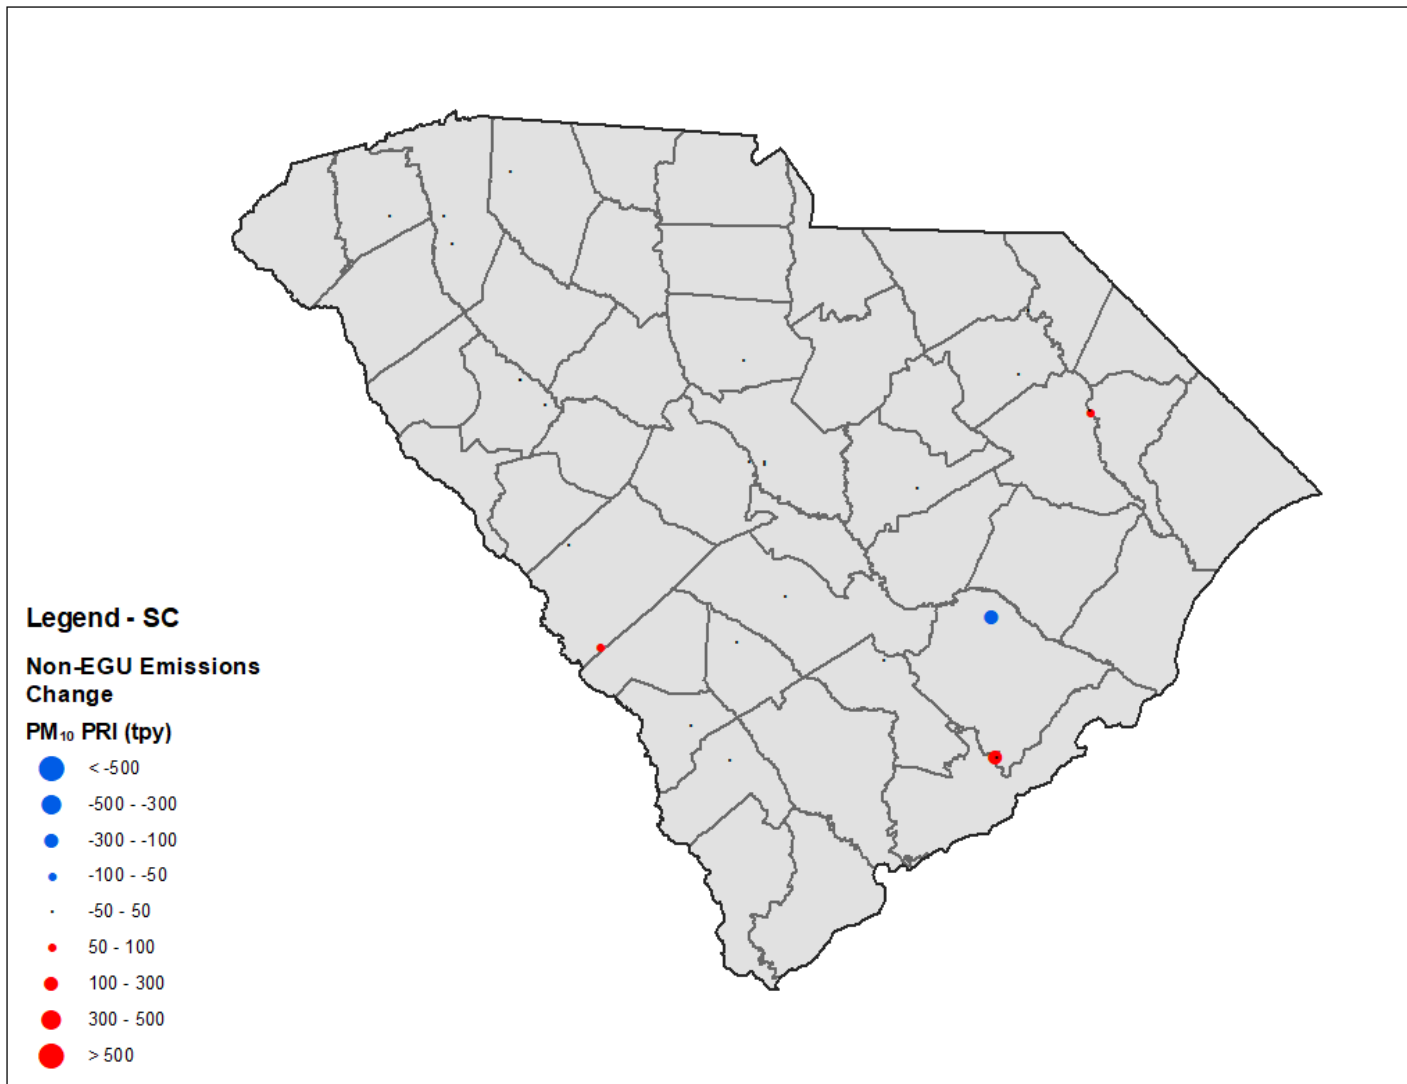 Legend - SC
Non-EGU Emissions
Change
PM₁₀ PRI (tpy)
< -500
-500 - -300
-300 - -100
-100 - -50
-50 - 50
50 - 100
100 - 300
300 - 500
> 500